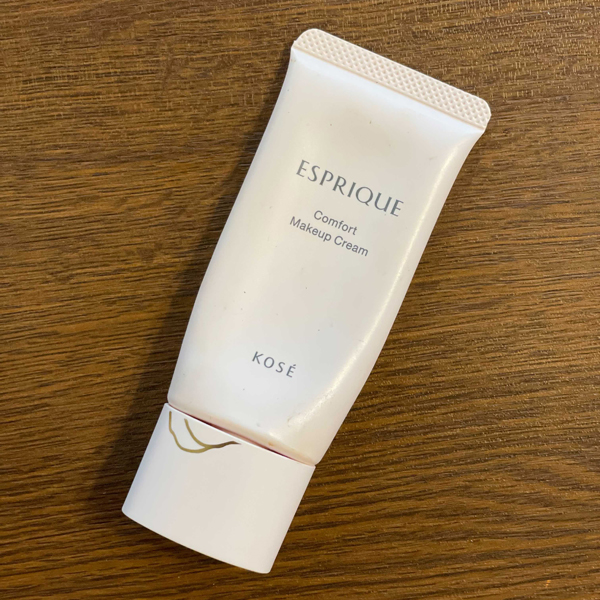 ESPRIQUE
Comfort
Makeup Cream
KOSÉ